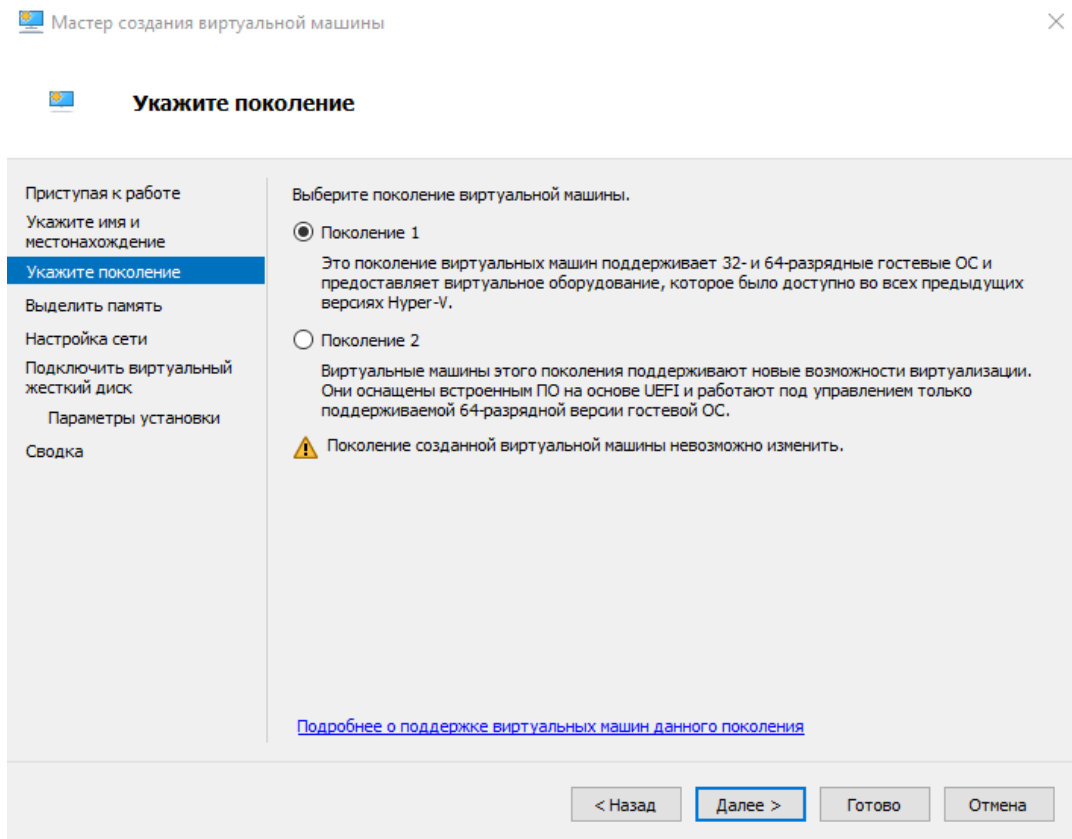 Мастер создания виртуальной машины
Укажите поколение
Приступая к работе
Укажите имя и
местонахождение
Укажите поколение
Выделить память
Настройка сети
Подключить виртуальный
жесткий диск
Параметры установки
Сводка
Выберите поколение виртуальной машины.
Поколение 1
Это поколение виртуальных машин поддерживает 32- и 64-разрядные гостевые ОС и
предоставляет виртуальное оборудование, которое было доступно во всех предыдущих
версиях Hyper-V.
Поколение 2
Виртуальные машины этого поколения поддерживают новые возможности виртуализации.
Они оснащены встроенным ПО на основе UEFI и работают под управлением только
поддерживаемой 64-разрядной версии гостевой ОС.
Поколение созданной виртуальной машины невозможно изменить.
Подробнее о поддержке виртуальных машин данного поколения
< Назад
Далее >
Готово
Отмена